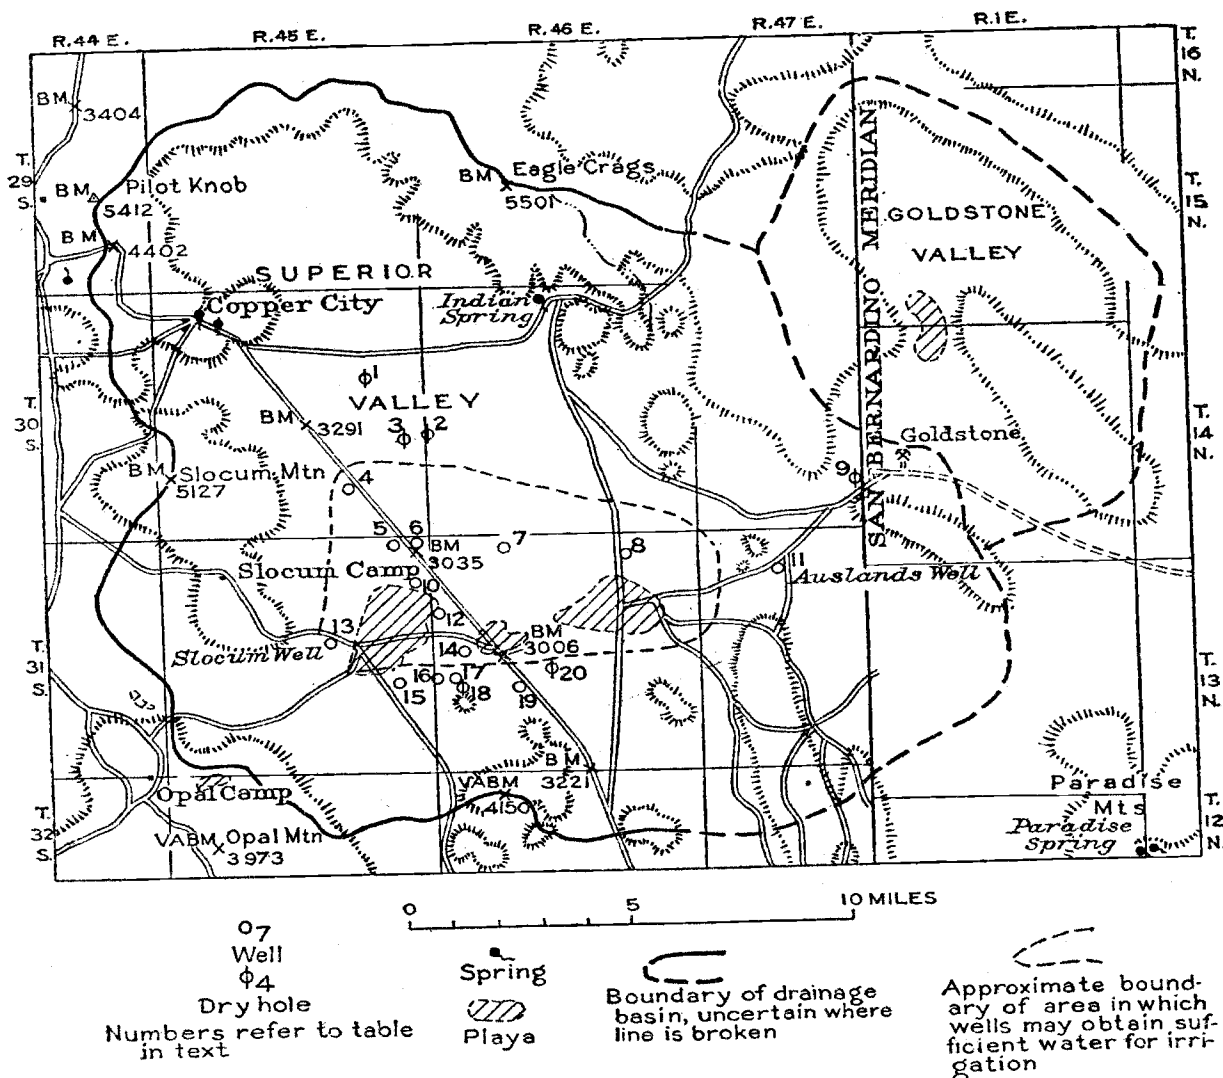 R.44 E.
R.45 E.
R.46 E.
R.47 E.
R.1 E.
T.
16
N.
BM
3404
T.
29
S.
BM
Pilot Knob
5412
BM
4402
BM
Eagle Crags
5501
T.
15
N.
SAN BERNARDINO MERIDIAN
GOLDSTONE
VALLEY
SUPERIOR
Copper City
Indian
Spring
1
VALLEY
T.
30
S.
BM
3291
3
2
T.
14
N.
Goldstone
BM
Slocum Mtn
5127
4
9
5
6
7
8
BM
3035
Slocum Camp
11
Auslands Well
12
13
Slocum Well
14
BM
3006
T.
31
S.
T.
13
N.
15
16
17
18
19
20
BM
3221
Opal Camp
VABM
4150
Paradise
Mts
Paradise
Spring
T.
32
S.
T.
12
N.
VABM
Opal Mtn
3973
0
5
10 MILES
7
Well
4
Dry hole
Numbers refer to table
in text
Spring
Playa
Boundary of drainage
basin, uncertain where
line is broken
Approximate bound-
ary of area in which
wells may obtain suf-
ficient water for irri-
gation